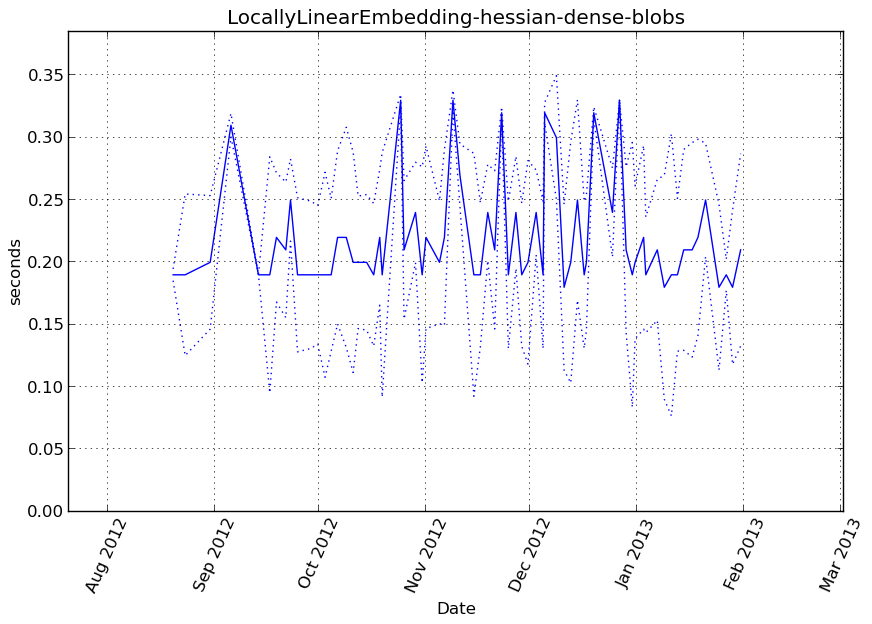 LocallyLinearEmbedding-hessian-dense-blobs
0.35
0.30
0.25
0.20
0.15
0.10
0.05
0.00
seconds
Aug 2012
Sep 2012
Oct 2012
Nov 2012
Dec 2012
Jan 2013
Feb 2013
Mar 2013
Date